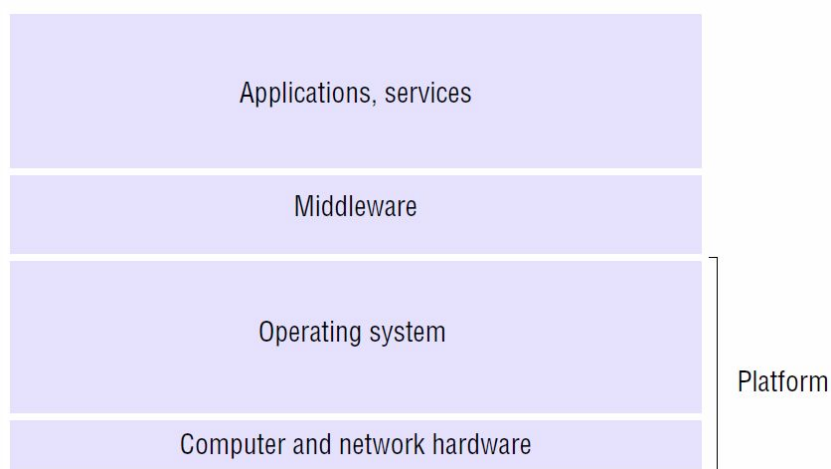 Applications, services
Middleware
Operating system
Platform
Computer and network hardware